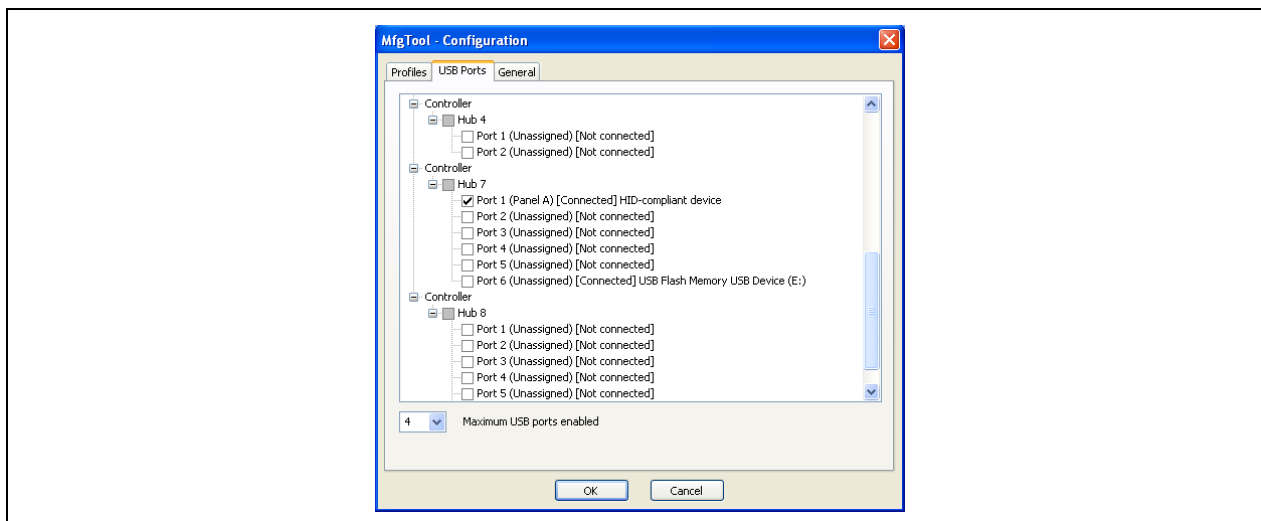 MfgTool - Configuration
Profiles USB Ports General
Controller
Hub 4
Port 1 (Unassigned) [Not connected]
Port 2 (Unassigned) [Not connected]
Controller
Hub 7
Port 1 (Panel A) [Connected] HID-compliant device
Port 2 (Unassigned) [Not connected]
Port 3 (Unassigned) [Not connected]
Port 4 (Unassigned) [Not connected]
Port 5 (Unassigned) [Not connected]
Port 6 (Unassigned) [Connected] USB Flash Memory USB Device (E:)
Controller
Hub 8
Port 1 (Unassigned) [Not connected]
Port 2 (Unassigned) [Not connected]
Port 3 (Unassigned) [Not connected]
Port 4 (Unassigned) [Not connected]
Port 5 (Unassigned) [Not connected]
4 Maximum USB ports enabled
OK Cancel